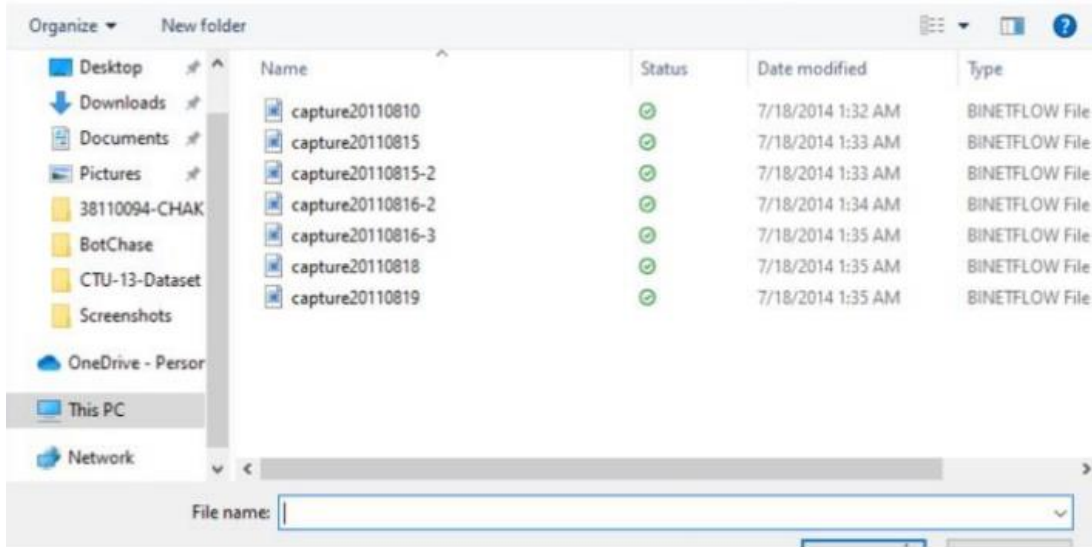 Organize New folder ?
Desktop
Downloads
Documents
Pictures
38110094-CHAK
BotChase
CTU-13-Dataset
Screenshots
OneDrive - Person
This PC
Network
Name Status Date modified Type
capture20110810 7/18/2014 1:32 AM BINETFLOW File
capture20110815 7/18/2014 1:33 AM BINETFLOW File
capture20110815-2 7/18/2014 1:33 AM BINETFLOW File
capture20110816-2 7/18/2014 1:34 AM BINETFLOW File
capture20110816-3 7/18/2014 1:35 AM BINETFLOW File
capture20110818 7/18/2014 1:35 AM BINETFLOW File
capture20110819 7/18/2014 1:35 AM BINETFLOW File
File name: